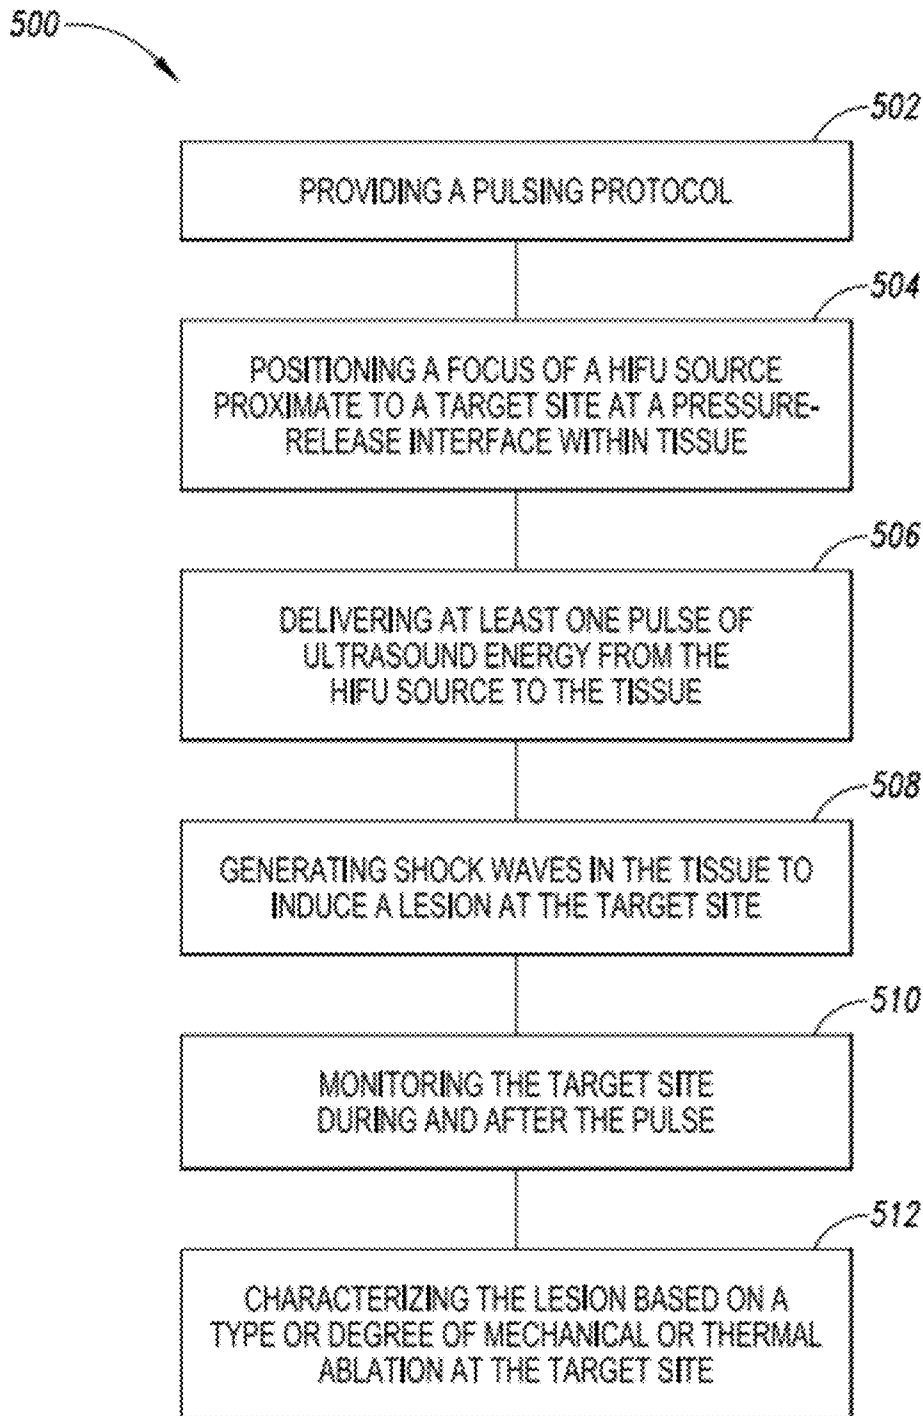 500
502
PROVIDING A PULSING PROTOCOL
504
POSITIONING A FOCUS OF A HIFU SOURCE
PROXIMATE TO A TARGET SITE AT A PRESSURE-
RELEASE INTERFACE WITHIN TISSUE
506
DELIVERING AT LEAST ONE PULSE OF
ULTRASOUND ENERGY FROM THE
HIFU SOURCE TO THE TISSUE
508
GENERATING SHOCK WAVES IN THE TISSUE TO
INDUCE A LESION AT THE TARGET SITE
510
MONITORING THE TARGET SITE
DURING AND AFTER THE PULSE
512
CHARACTERIZING THE LESION BASED ON A
TYPE OR DEGREE OF MECHANICAL OR THERMAL
ABLATION AT THE TARGET SITE